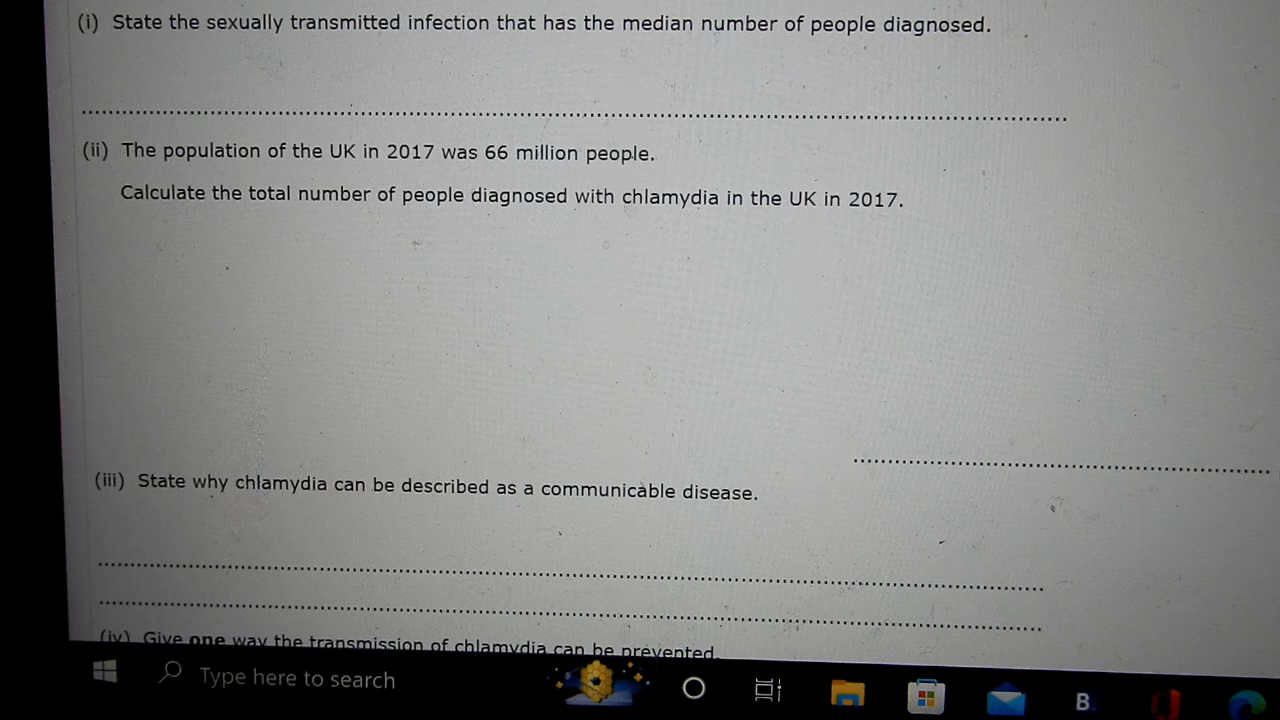 (i) State the sexually transmitted infection that has the median number of people diagnosed.
(ii) The population of the UK in 2017 was 66 million people.
Calculate the total number of people diagnosed with chlamydia in the UK in 2017.
(iii) State why chlamydia can be described as a communicable disease.
(iv) Give one way the transmission of chlamydia can be prevented.
Type here to search
B